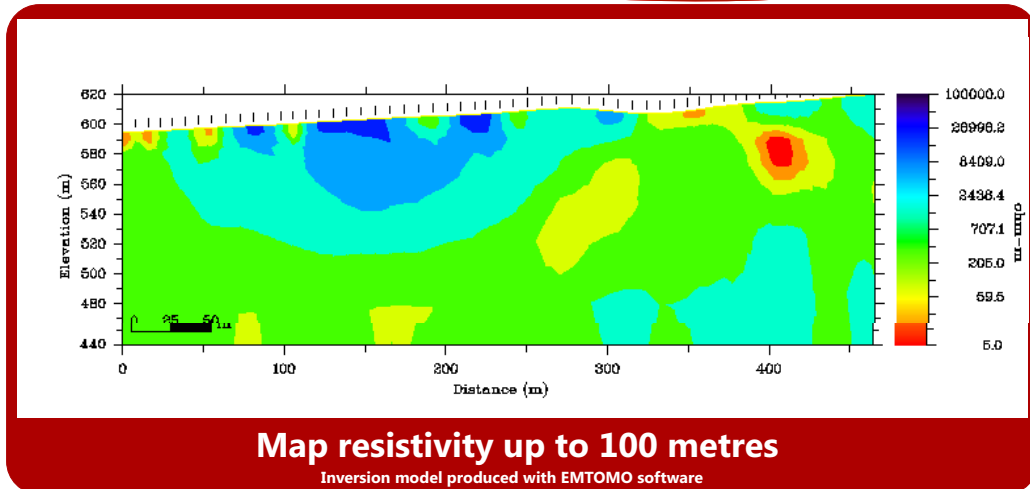 620
600
580
560
540
520
500
480
440
Elevation (m)
0 25 50 m
0 100 200 300 400
Distance (m)
100000.0
8409.0
2438.4
707.1
205.0
59.5
5.0
ohm-m
Map resistivity up to 100 metres
Inversion model produced with EMTOMO software